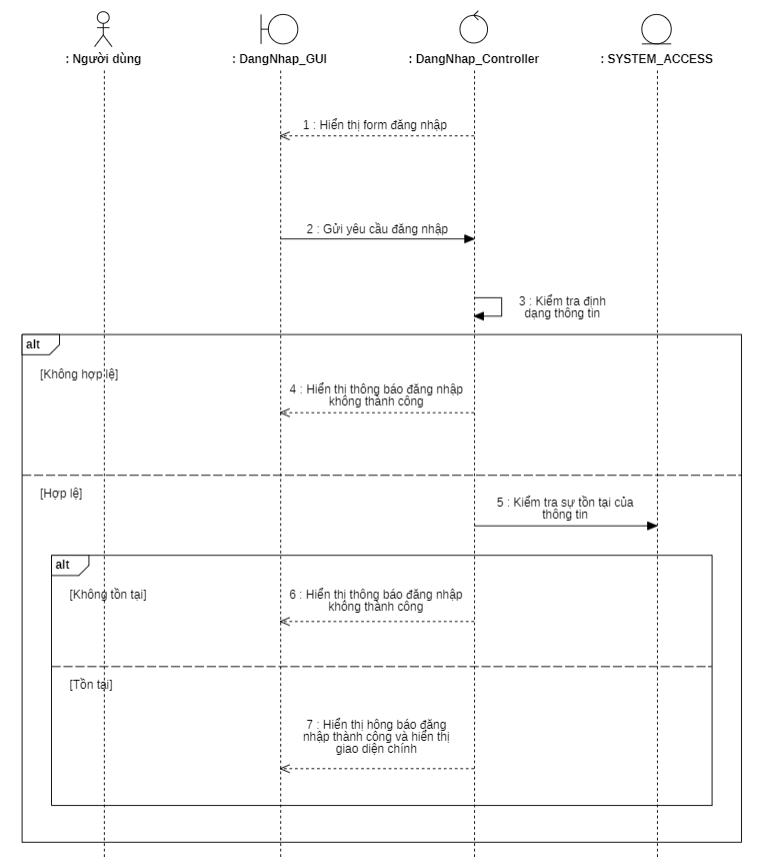 : Người dùng
: DangNhap_GUI
: DangNhap_Controller
: SYSTEM_ACCESS
1 : Hiển thị form đăng nhập
2 : Gửi yêu cầu đăng nhập
3 : Kiểm tra định
dạng thông tin
alt
[Không hợp lệ]
4 : Hiển thị thông báo đăng nhập
không thành công
[Hợp lệ]
5 : Kiểm tra sự tồn tại của
thông tin
alt
[Không tồn tại]
6 : Hiển thị thông báo đăng nhập
không thành công
[Tồn tại]
7 : Hiển thị hông báo đăng
nhập thành công và hiển thị
giao diện chính